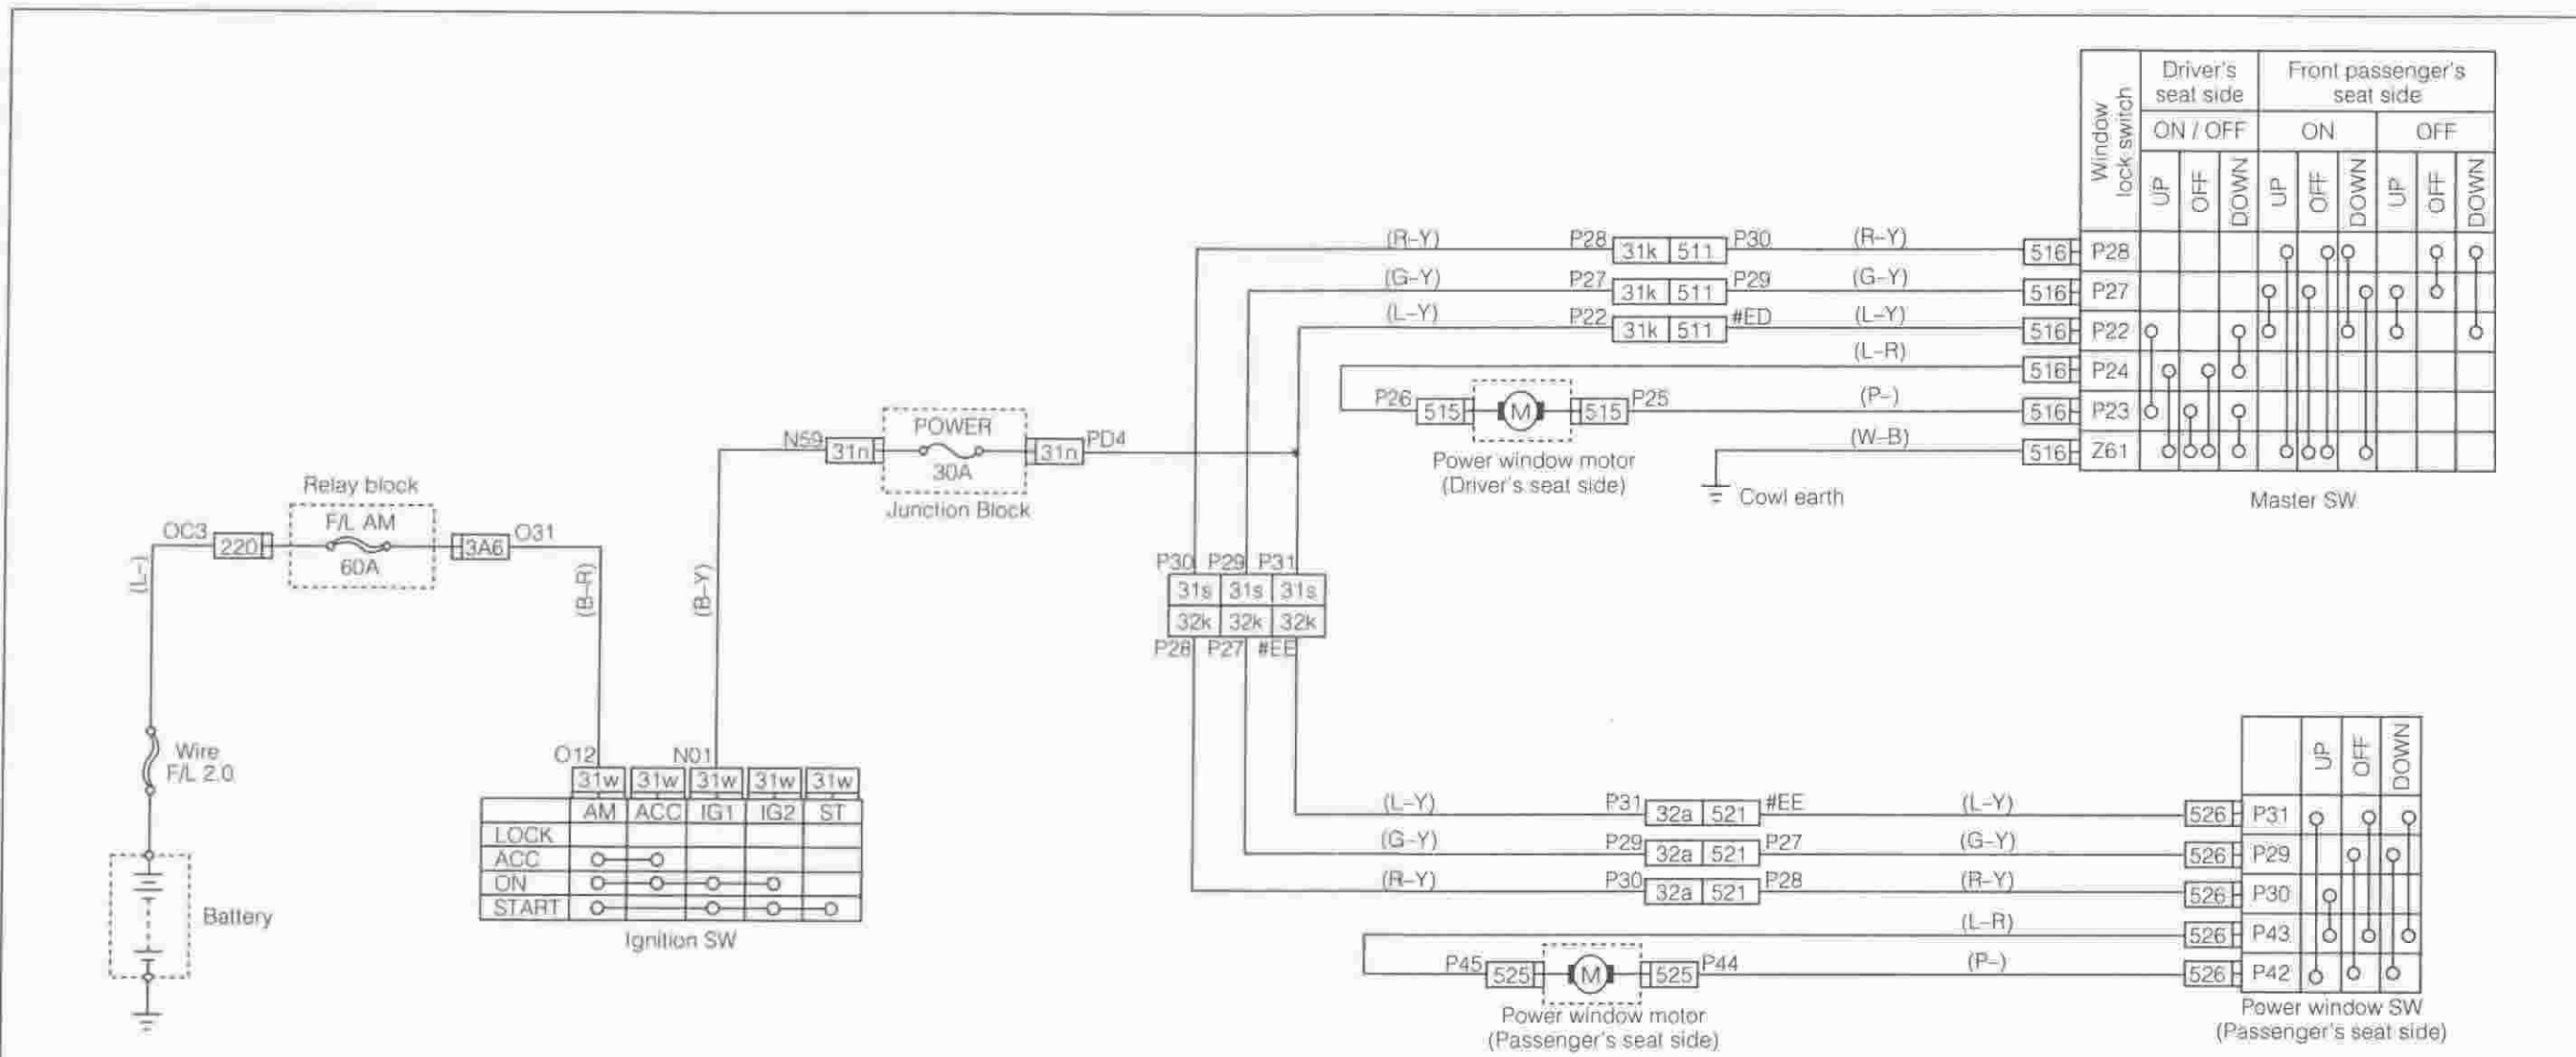 Window lock switch
Driver's seat side
Front passenger's seat side
ON / OFF
ON
OFF
UP
OFF
DOWN
UP
OFF
DOWN
UP
OFF
DOWN
(R–Y) P28 31k 511 P30 (R–Y) 516 P28
(G–Y) P27 31k 511 P29 (G–Y) 516 P27
(L–Y) P22 31k 511 #ED (L–Y) 516 P22
(L–R) 516 P24
P26 515 M 515 P25 (P–) 516 P23
(W–B) 516 Z61
Power window motor
(Driver's seat side)
Cowl earth
Master SW
N59 31n POWER 30A 31n PD4
Junction Block
Relay block
OC3 220 F/L AM 60A 3A6 O31
(L–)
(B–R)
(B–Y)
P30 P29 P31
31s 31s 31s
32k 32k 32k
P28 P27 #EE
Wire
F/L 2.0
Battery
O12 N01
31w 31w 31w 31w 31w
AM ACC IG1 IG2 ST
LOCK
ACC
ON
START
Ignition SW
UP
OFF
DOWN
(L–Y) P31 32a 521 #EE (L–Y) 526 P31
(G–Y) P29 32a 521 P27 (G–Y) 526 P29
(R–Y) P30 32a 521 P28 (R–Y) 526 P30
(L–R) 526 P43
P45 525 M 525 P44 (P–) 526 P42
Power window motor
(Passenger's seat side)
Power window SW
(Passenger's seat side)